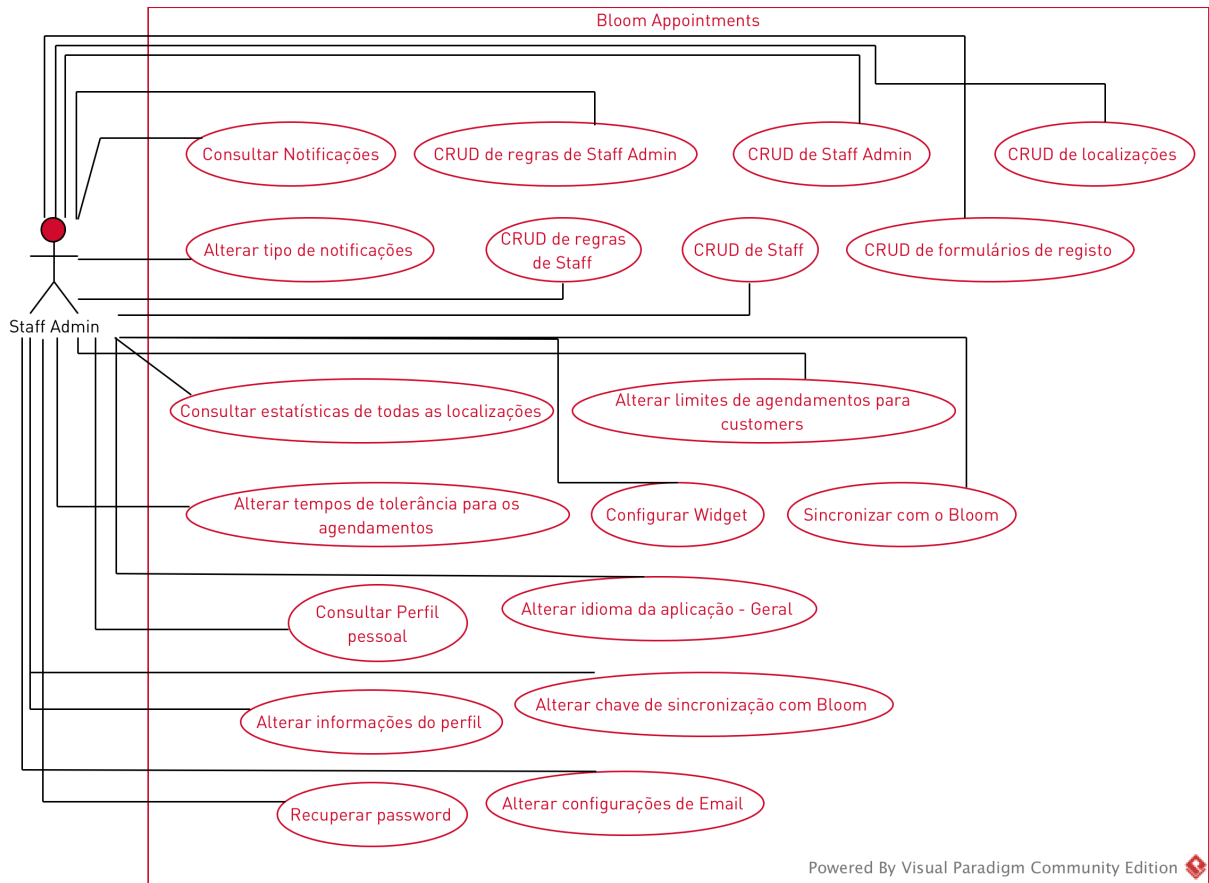 Bloom Appointments
Consultar Notificações
CRUD de regras de Staff Admin
CRUD de Staff Admin
CRUD de localizações
Alterar tipo de notificações
CRUD de regras
de Staff
CRUD de Staff
CRUD de formulários de registo
Staff Admin
Consultar estatísticas de todas as localizações
Alterar limites de agendamentos para
customers
Alterar tempos de tolerância para os
agendamentos
Configurar Widget
Sincronizar com o Bloom
Consultar Perfil
pessoal
Alterar idioma da aplicação - Geral
Alterar informações do perfil
Alterar chave de sincronização com Bloom
Recuperar password
Alterar configurações de Email
Powered By Visual Paradigm Community Edition